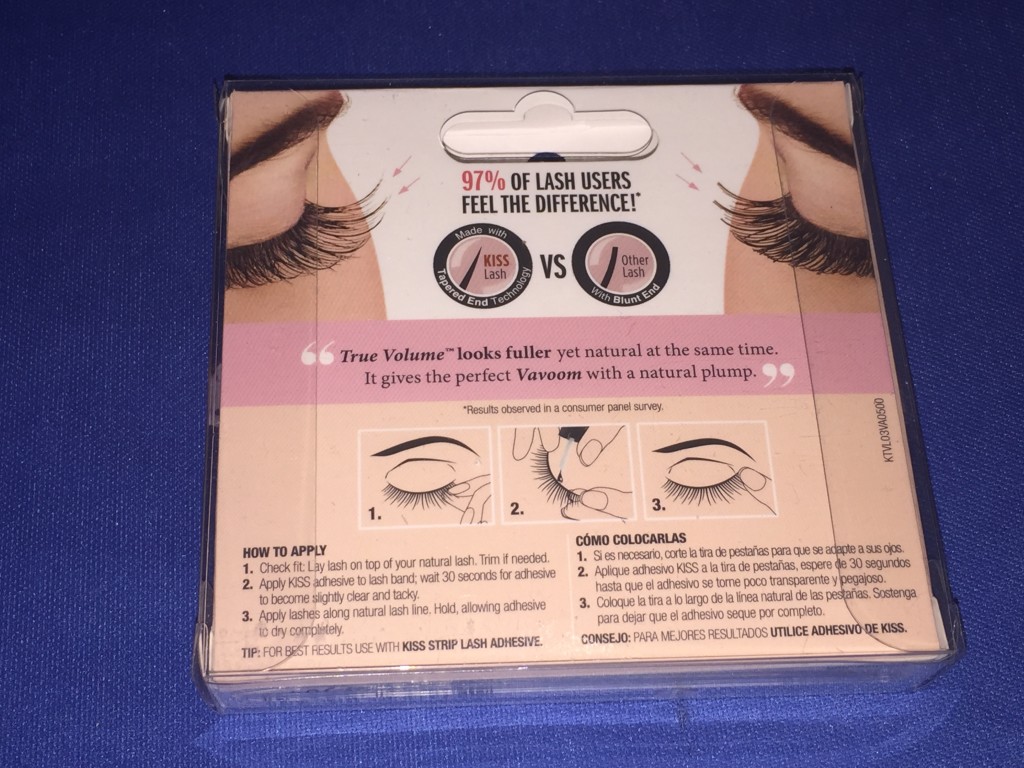 97% OF LASH USERS
FEEL THE DIFFERENCE!*
Made with
KISS
Lash
Tapered End Technology
VS
Other
Lash
With Blunt End
“ True Volume™ looks fuller yet natural at the same time.
It gives the perfect Vavoom with a natural plump. ”
*Results observed in a consumer panel survey.
KTVL03VA0500
1.
2.
3.
HOW TO APPLY
1. Check fit: Lay lash on top of your natural lash. Trim if needed.
2. Apply KISS adhesive to lash band; wait 30 seconds for adhesive
to become slightly clear and tacky.
3. Apply lashes along natural lash line. Hold, allowing adhesive
to dry completely.
TIP: FOR BEST RESULTS USE WITH KISS STRIP LASH ADHESIVE.
CÓMO COLOCARLAS
1. Si es necesario, corte la tira de pestañas para que se adapte a sus ojos.
2. Aplique adhesivo KISS a la tira de pestañas, espere de 30 segundos
hasta que el adhesivo se torne poco transparente y pegajoso.
3. Coloque la tira a lo largo de la línea natural de las pestañas. Sostenga
para dejar que el adhesivo seque por completo.
CONSEJO: PARA MEJORES RESULTADOS UTILICE ADHESIVO DE KISS.